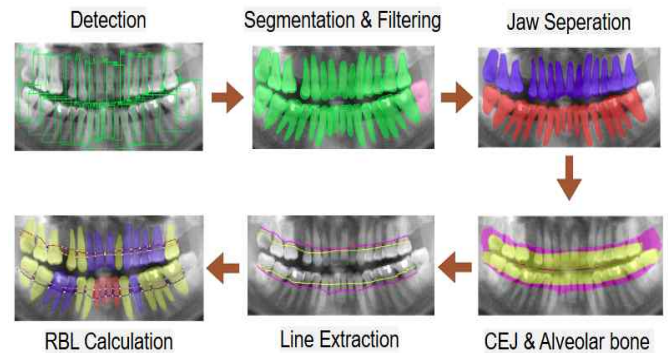 Detection
Segmentation & Filtering
Jaw Seperation
RBL Calculation
Line Extraction
CEJ & Alveolar bone